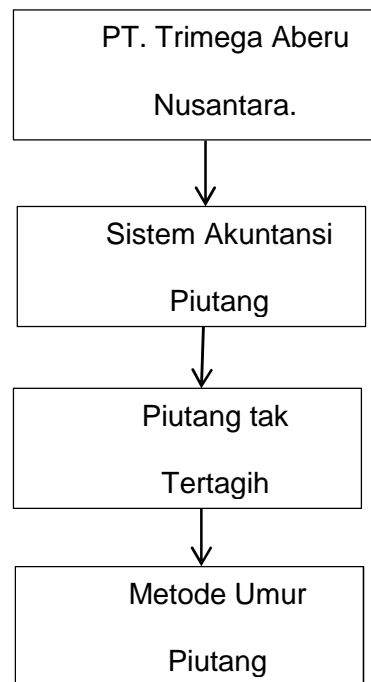 PT. Trimega Aberu
Nusantara.
Sistem Akuntansi
Piutang
Piutang tak
Tertagih
Metode Umur
Piutang